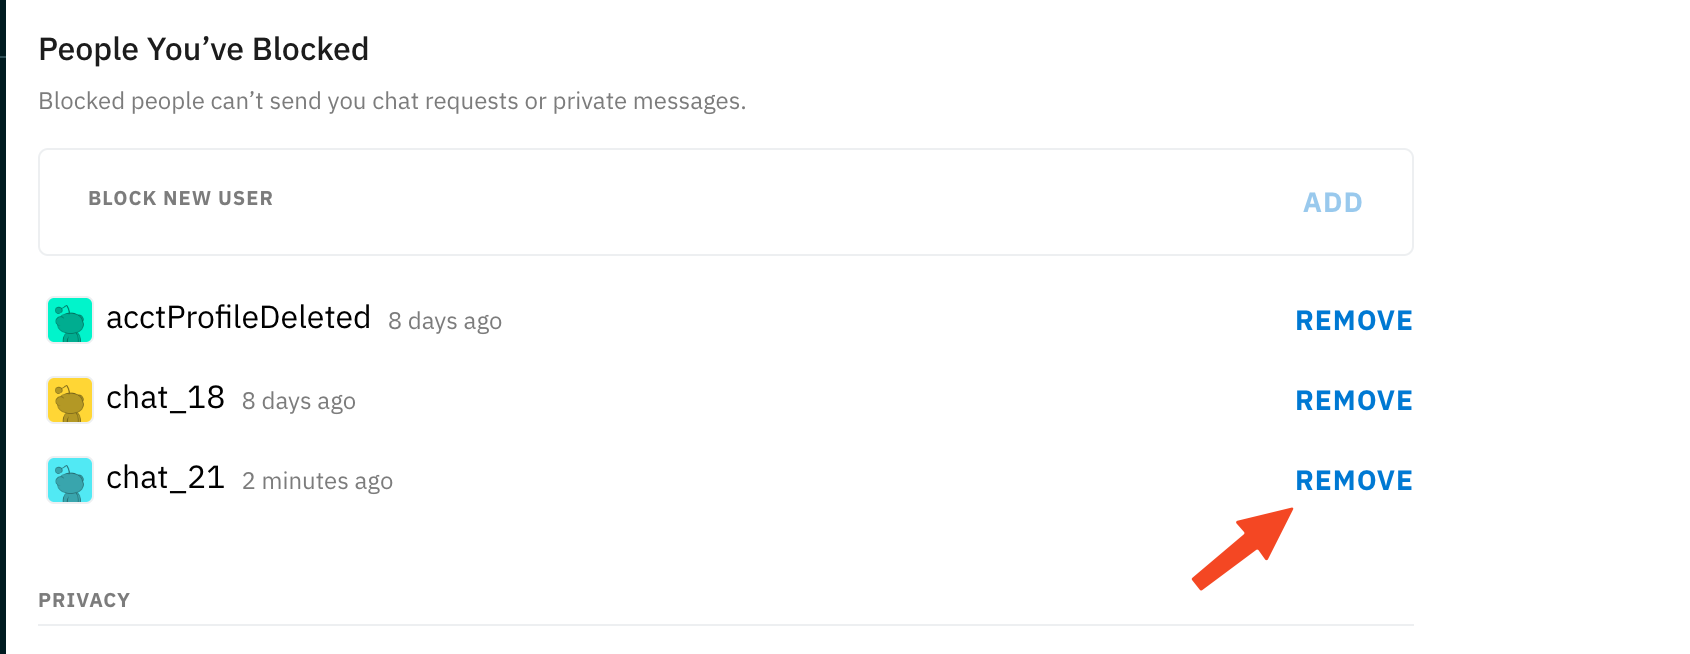 People You’ve Blocked
Blocked people can’t send you chat requests or private messages.
BLOCK NEW USER ADD
acctProfileDeleted 8 days ago REMOVE
chat_18 8 days ago REMOVE
chat_21 2 minutes ago REMOVE
PRIVACY